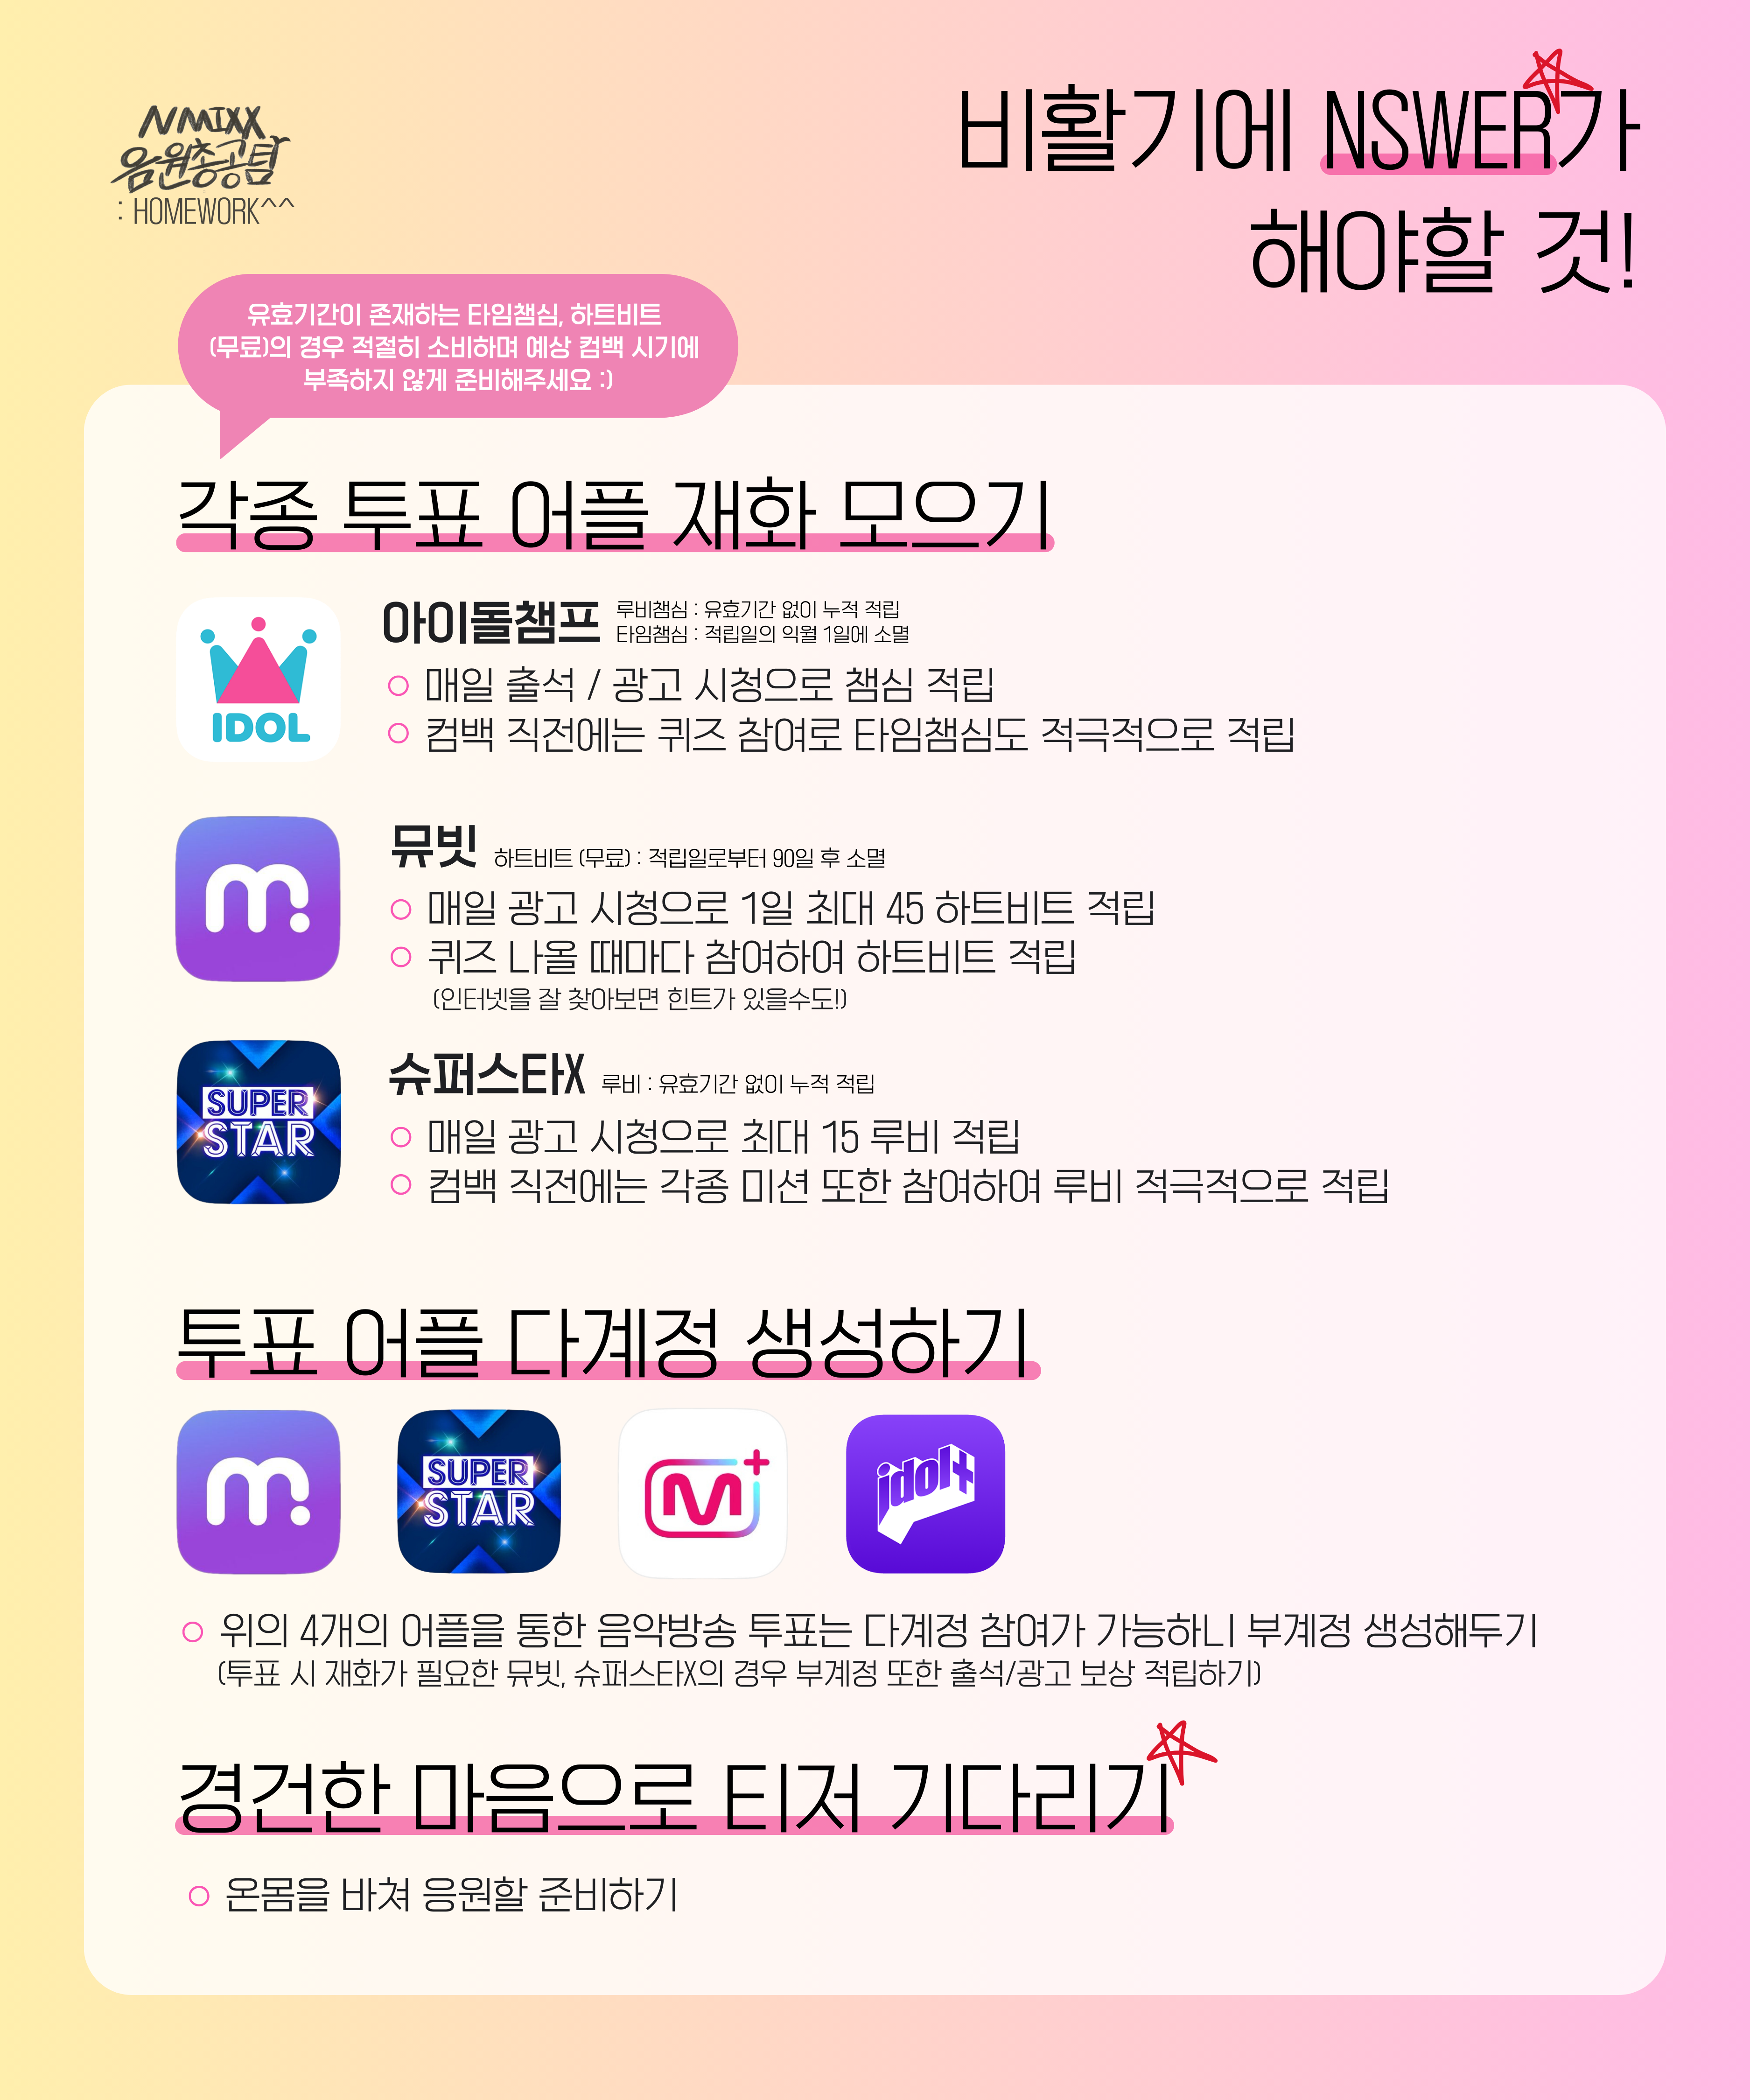 NMIXX
음원총공팀
: HOMEWORK^^
비활기에 NSWER가
해야할 것!
유효기간이 존재하는 타임챔심, 하트비트
(무료)의 경우 적절히 소비하며 예상 컴백 시기에
부족하지 않게 준비해주세요 :)
각종 투표 어플 재화 모으기
IDOL
아이돌챔프
루비챔심 : 유효기간 없이 누적 적립
타임챔심 : 적립일의 익월 1일에 소멸
매일 출석 / 광고 시청으로 챔심 적립
컴백 직전에는 퀴즈 참여로 타임챔심도 적극적으로 적립
m
뮤빗 하트비트 (무료) : 적립일로부터 90일 후 소멸
매일 광고 시청으로 1일 최대 45 하트비트 적립
퀴즈 나올 때마다 참여하여 하트비트 적립
(인터넷을 잘 찾아보면 힌트가 있을수도!)
SUPER
STAR
슈퍼스타X 루비 : 유효기간 없이 누적 적립
매일 광고 시청으로 최대 15 루비 적립
컴백 직전에는 각종 미션 또한 참여하여 루비 적극적으로 적립
투표 어플 다계정 생성하기
m
SUPER
STAR
M+
idol+
위의 4개의 어플을 통한 음악방송 투표는 다계정 참여가 가능하니 부계정 생성해두기
(투표 시 재화가 필요한 뮤빗, 슈퍼스타X의 경우 부계정 또한 출석/광고 보상 적립하기)
경건한 마음으로 티저 기다리기
온몸을 바쳐 응원할 준비하기